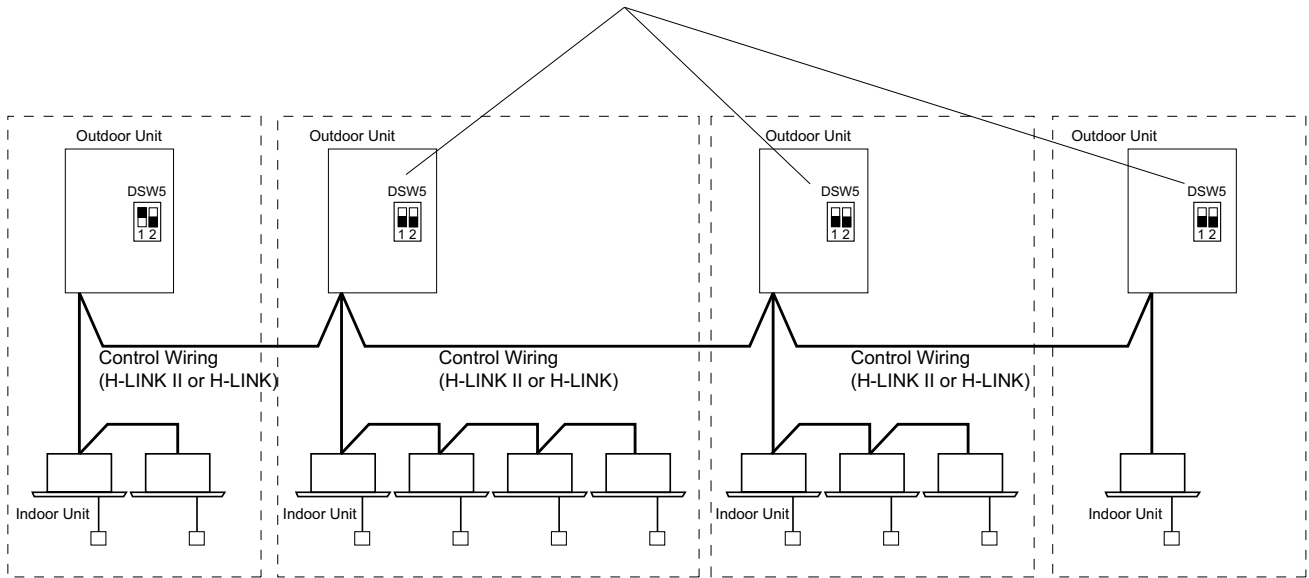 Outdoor Unit
Outdoor Unit
Outdoor Unit
Outdoor Unit
DSW5
DSW5
DSW5
DSW5
1 2
1 2
1 2
1 2
Control Wiring
(H-LINK II or H-LINK)
Control Wiring
(H-LINK II or H-LINK)
Control Wiring
(H-LINK II or H-LINK)
Indoor Unit
Indoor Unit
Indoor Unit
Indoor Unit